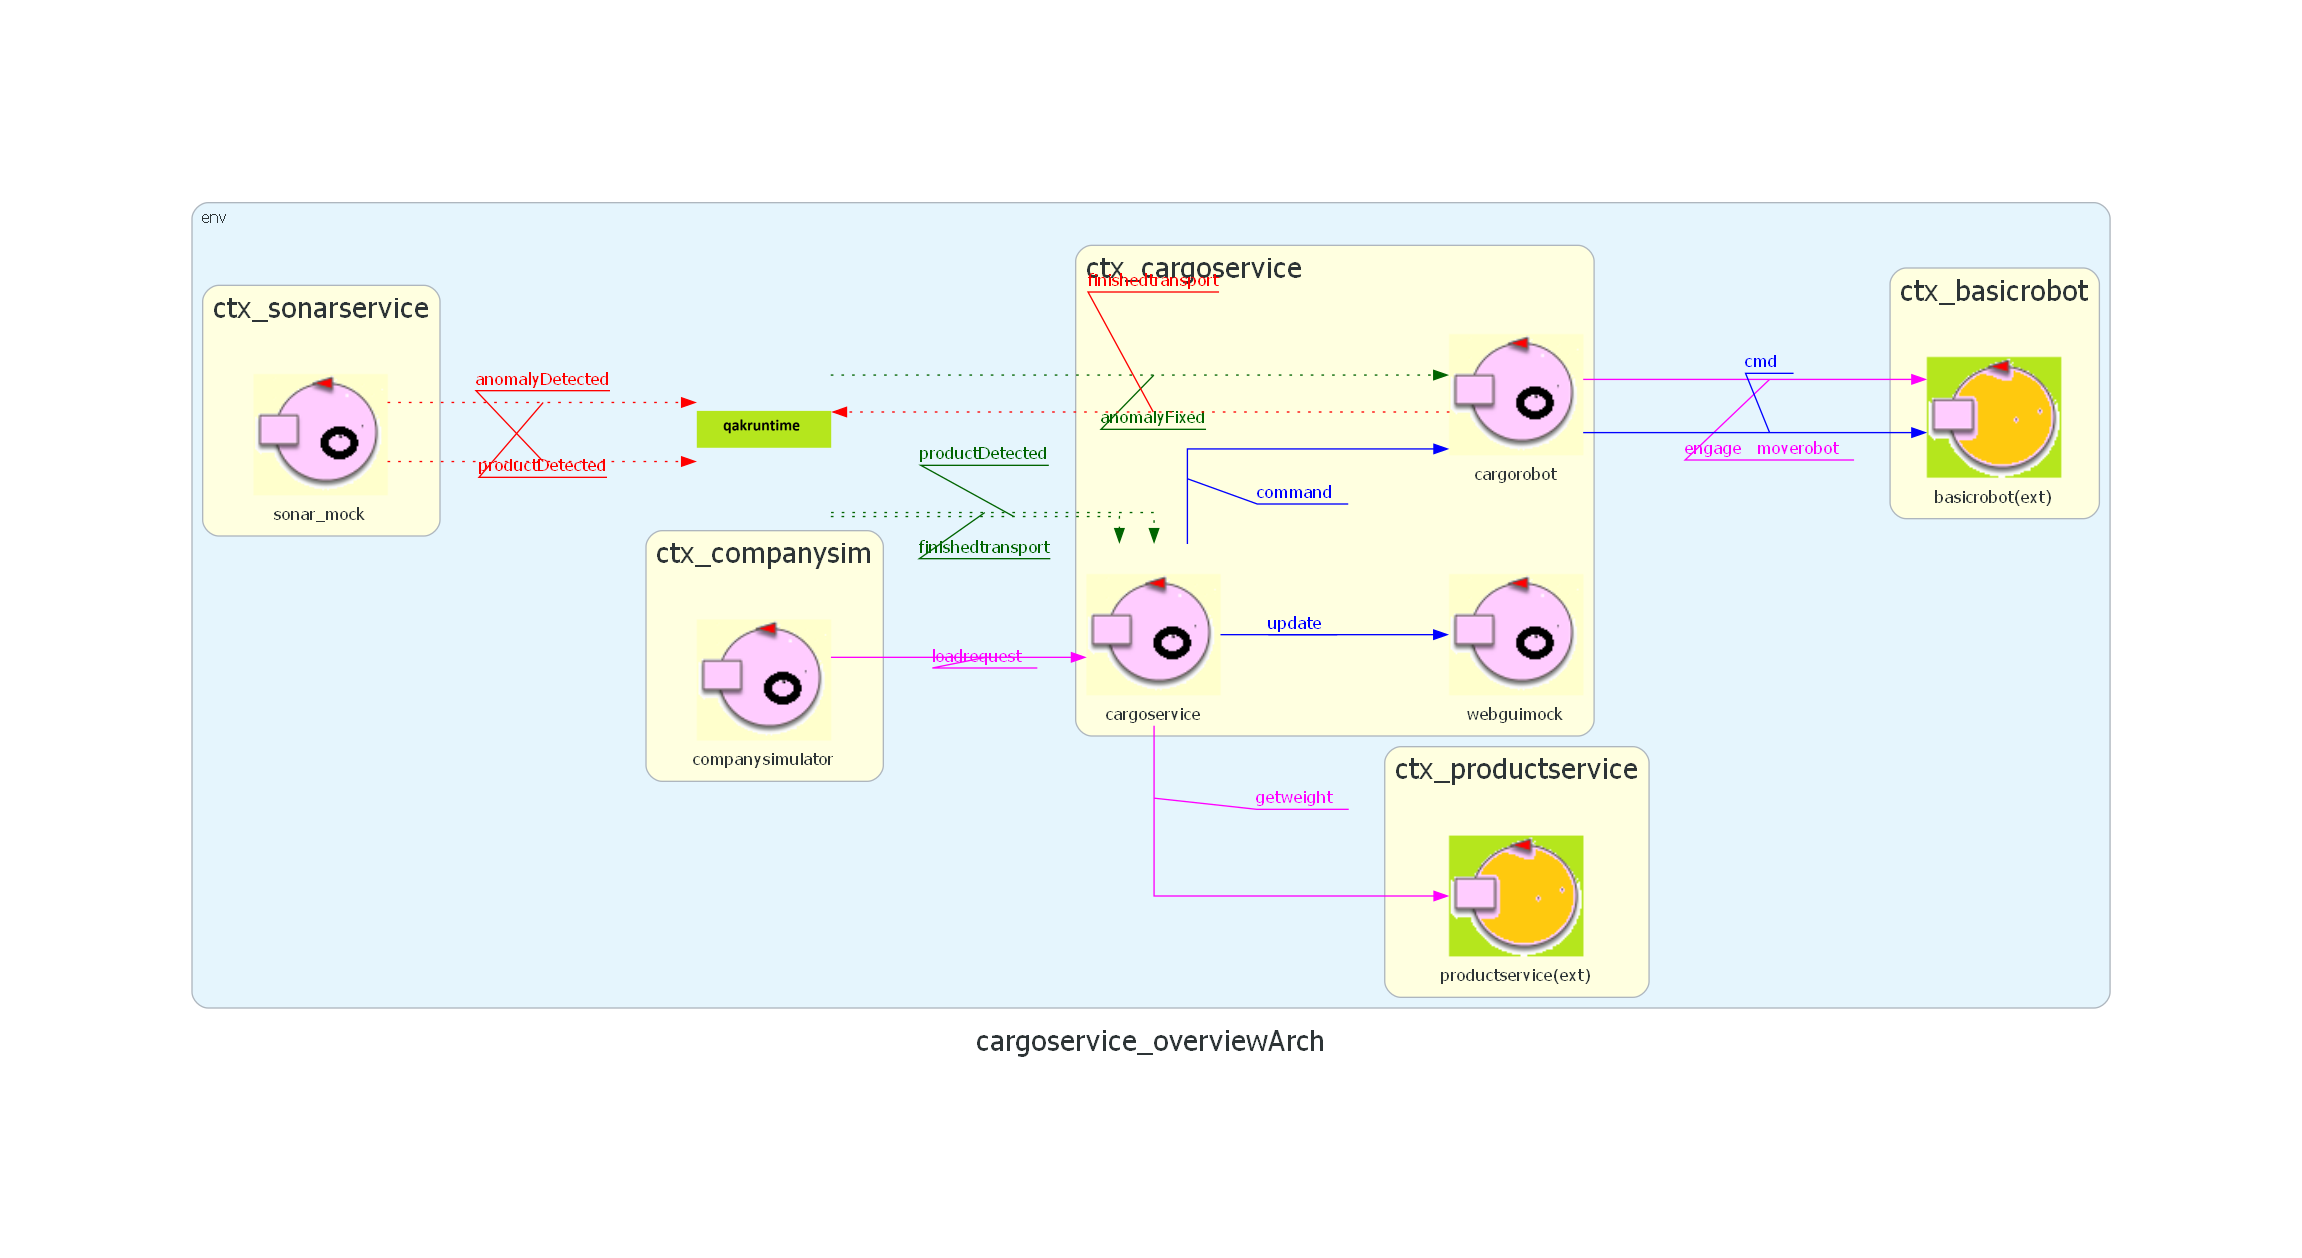 env
ctx_cargoservice
finishedtransport
ctx_basicrobot
ctx_sonarservice
anomalyDetected
cmd
anomalyFixed
qakruntime
engage moverobot
productDetected
productDetected
cargorobot
command
basicrobot(ext)
sonar_mock
finishedtransport
ctx_companysim
update
loadrequest
cargoservice
webguimock
companysimulator
ctx_productservice
getweight
productservice(ext)
cargoservice_overviewArch